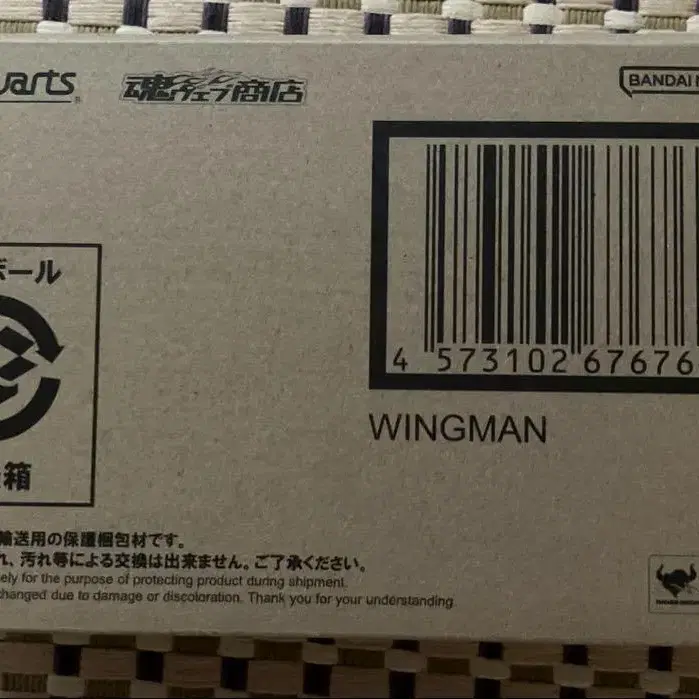 uarts
魂ウェブ商店
BANDAI
4 573102 67676
WINGMAN
ボール
箱
輸送用の保護梱包材です。
れ、汚れ等による交換は出来ません。ご了承ください。
ely for the purpose of protecting product during shipment.
changed due to damage or discoloration. Thank you for your understanding